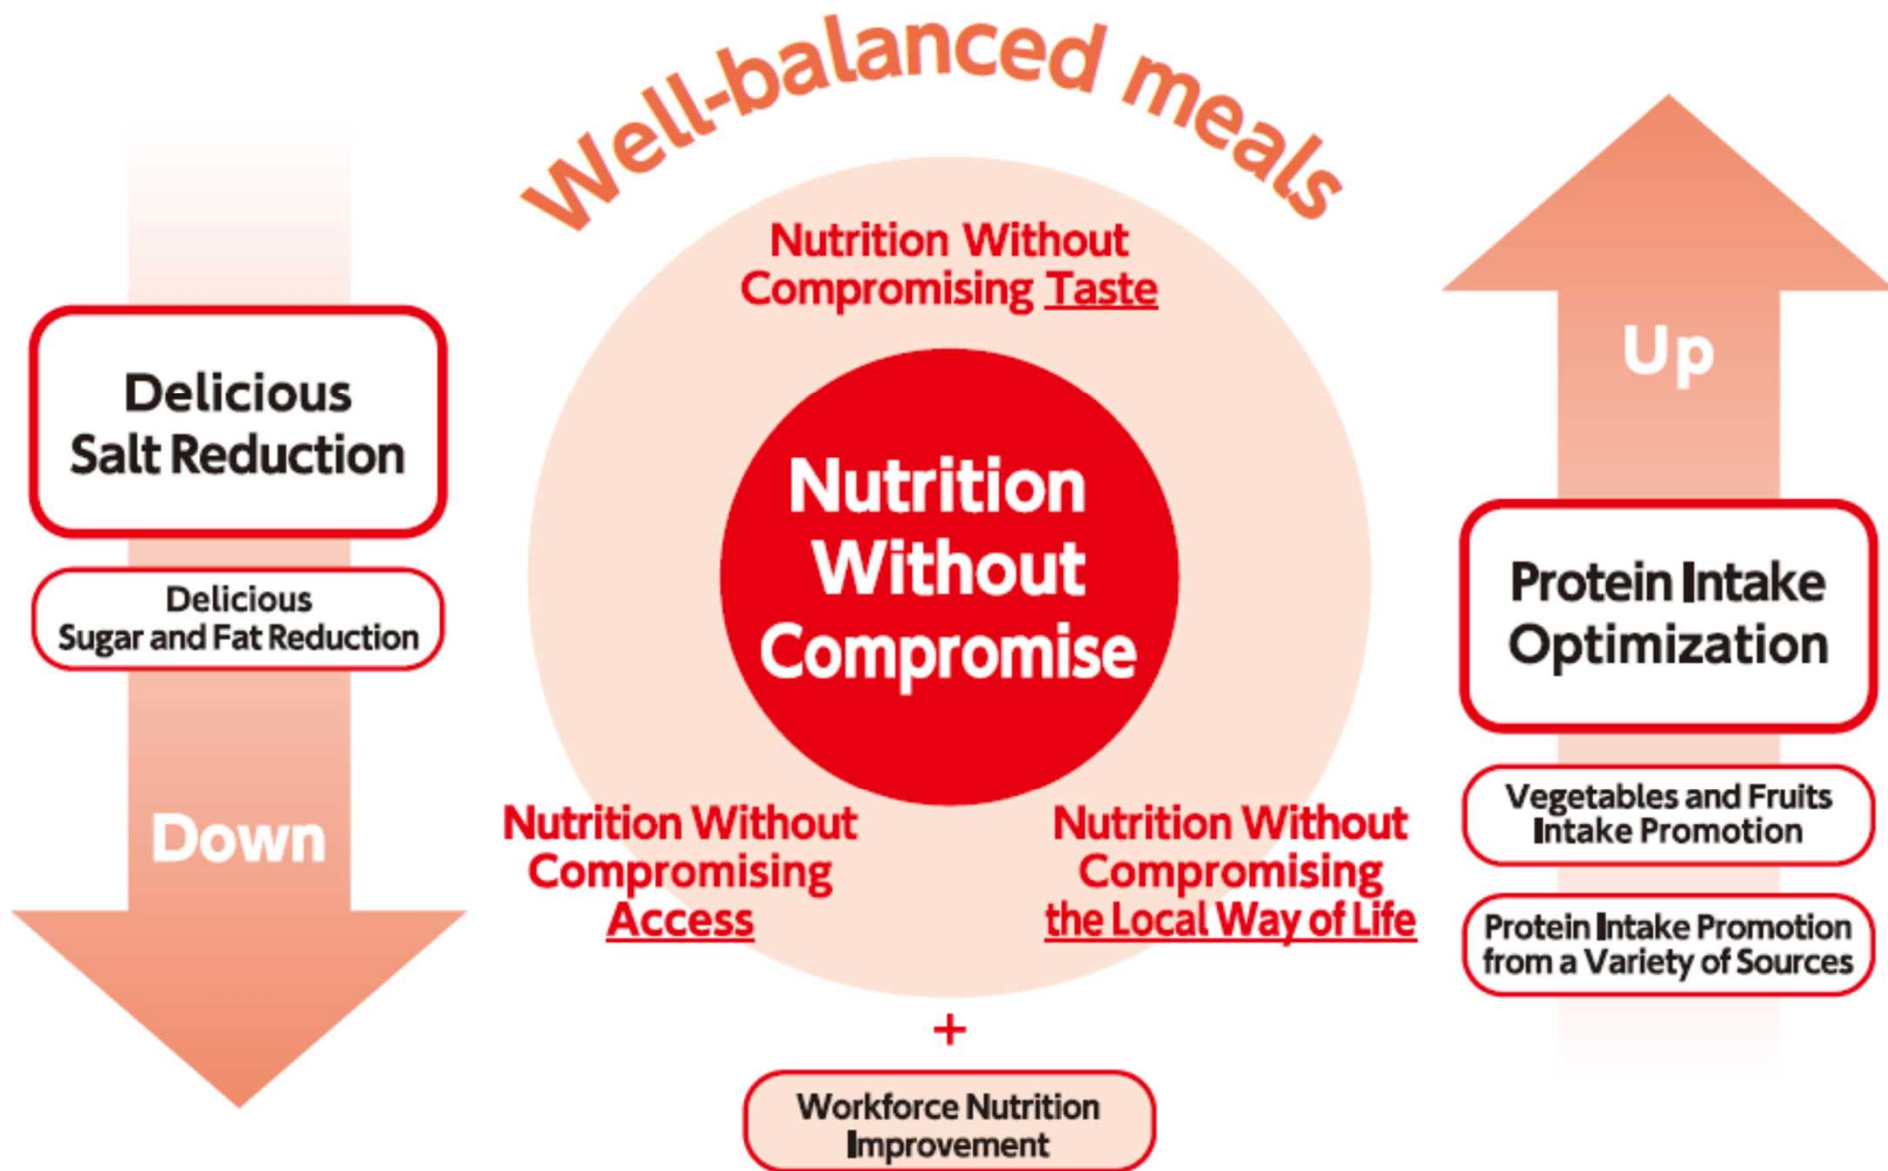 Well-balanced meals
Delicious
Salt Reduction
Delicious
Sugar and Fat Reduction
Down
Nutrition Without
Compromising Taste
Nutrition
Without
Compromise
Nutrition Without
Compromising
Access
Nutrition Without
Compromising
the Local Way of Life
+
Workforce Nutrition
Improvement
Up
Protein Intake
Optimization
Vegetables and Fruits
Intake Promotion
Protein Intake Promotion
from a Variety of Sources